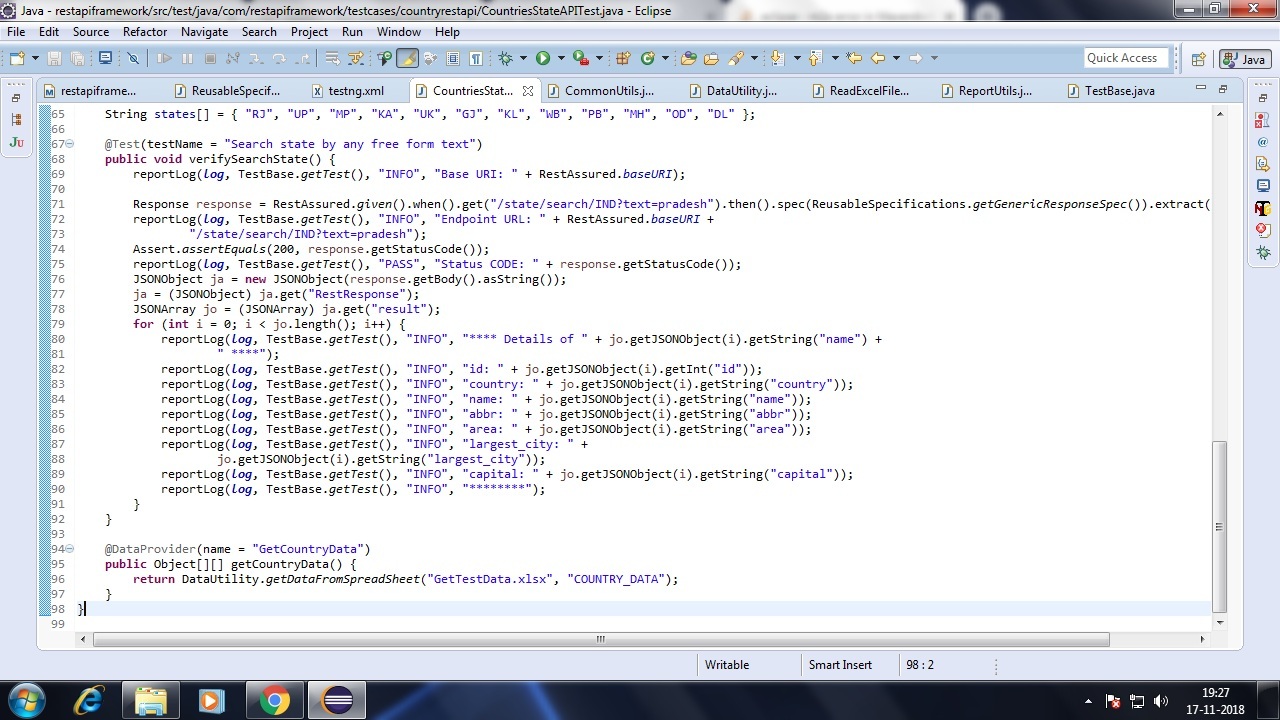 Java - restapiframework/src/test/java/com/restapiframework/testcases/countryrestapi/CountriesStateAPITest.java - Eclipse
File Edit Source Refactor Navigate Search Project Run Window Help
Quick Access Java
restapiframe... ReusableSpecif... testng.xml CountriesStat... CommonUtils.j... DataUtility.j... ReadExcelFile... ReportUtils.j... TestBase.java
65 String states[] = { "RJ", "UP", "MP", "KA", "UK", "GJ", "KL", "WB", "PB", "MH", "OD", "DL" };
66
67 @Test(testName = "Search state by any free form text")
68 public void verifySearchState() {
69 reportLog(log, TestBase.getTest(), "INFO", "Base URI: " + RestAssured.baseURI);
70
71 Response response = RestAssured.given().when().get("/state/search/IND?text=pradesh").then().spec(ReusableSpecifications.getGenericResponseSpec()).extract(
72 reportLog(log, TestBase.getTest(), "INFO", "Endpoint URL: " + RestAssured.baseURI +
73 "/state/search/IND?text=pradesh");
74 Assert.assertEquals(200, response.getStatusCode());
75 reportLog(log, TestBase.getTest(), "PASS", "Status CODE: " + response.getStatusCode());
76 JSONObject ja = new JSONObject(response.getBody().asString());
77 ja = (JSONObject) ja.get("RestResponse");
78 JSONArray jo = (JSONArray) ja.get("result");
79 for (int i = 0; i < jo.length(); i++) {
80 reportLog(log, TestBase.getTest(), "INFO", "**** Details of " + jo.getJSONObject(i).getString("name") +
81 " ****");
82 reportLog(log, TestBase.getTest(), "INFO", "id: " + jo.getJSONObject(i).getInt("id"));
83 reportLog(log, TestBase.getTest(), "INFO", "country: " + jo.getJSONObject(i).getString("country"));
84 reportLog(log, TestBase.getTest(), "INFO", "name: " + jo.getJSONObject(i).getString("name"));
85 reportLog(log, TestBase.getTest(), "INFO", "abbr: " + jo.getJSONObject(i).getString("abbr"));
86 reportLog(log, TestBase.getTest(), "INFO", "area: " + jo.getJSONObject(i).getString("area"));
87 reportLog(log, TestBase.getTest(), "INFO", "largest_city: " +
88 jo.getJSONObject(i).getString("largest_city"));
89 reportLog(log, TestBase.getTest(), "INFO", "capital: " + jo.getJSONObject(i).getString("capital"));
90 reportLog(log, TestBase.getTest(), "INFO", "********");
91 }
92 }
93
94 @DataProvider(name = "GetCountryData")
95 public Object[][] getCountryData() {
96 return DataUtility.getDataFromSpreadSheet("GetTestData.xlsx", "COUNTRY_DATA");
97 }
98 }
99
Writable Smart Insert 98 : 2
19:27
17-11-2018